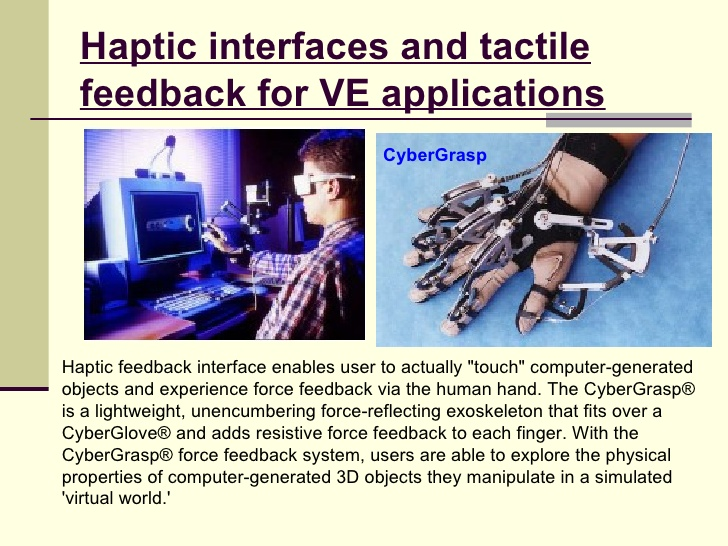 Haptic interfaces and tactile
feedback for VE applications
CyberGrasp
Haptic feedback interface enables user to actually "touch" computer-generated
objects and experience force feedback via the human hand. The CyberGrasp®
is a lightweight, unencumbering force-reflecting exoskeleton that fits over a
CyberGlove® and adds resistive force feedback to each finger. With the
CyberGrasp® force feedback system, users are able to explore the physical
properties of computer-generated 3D objects they manipulate in a simulated
'virtual world.'